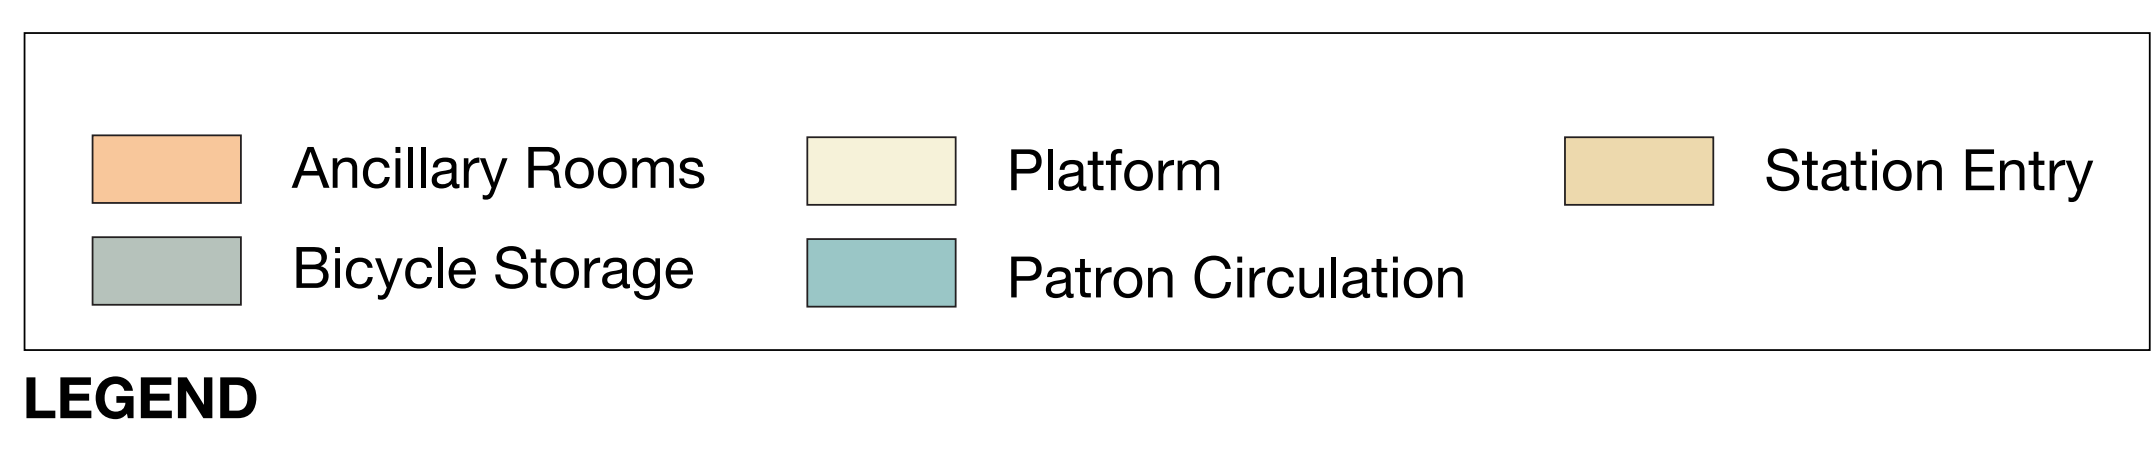 Ancillary Rooms
Bicycle Storage
Platform
Patron Circulation
Station Entry
LEGEND